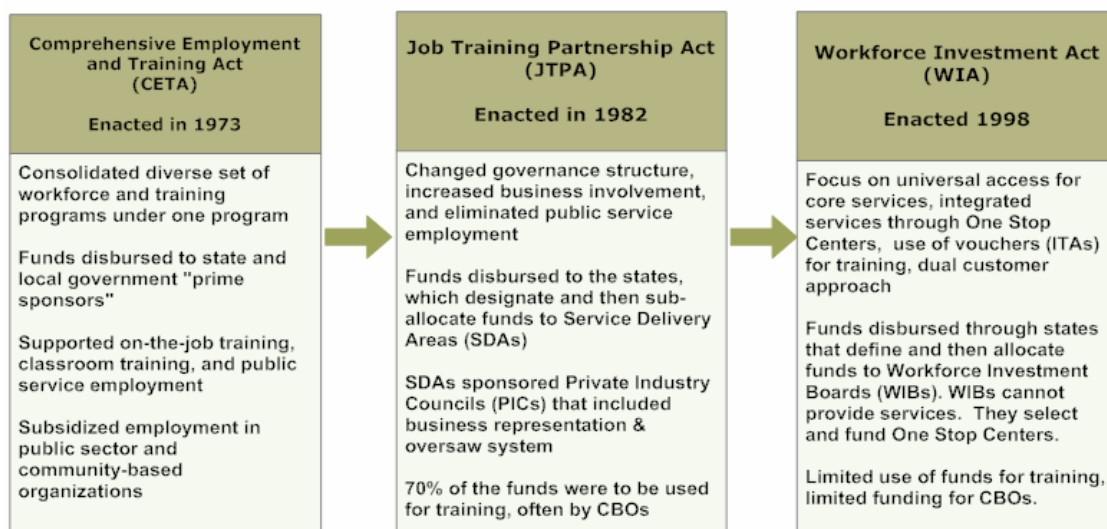 Comprehensive Employment
and Training Act
(CETA)
Enacted in 1973
Consolidated diverse set of
workforce and training
programs under one program
Funds disbursed to state and
local government "prime
sponsors"
Supported on-the-job training,
classroom training, and public
service employment
Subsidized employment in
public sector and
community-based
organizations
Job Training Partnership Act
(JTPA)
Enacted in 1982
Changed governance structure,
increased business involvement,
and eliminated public service
employment
Funds disbursed to the states,
which designate and then sub-
allocate funds to Service Delivery
Areas (SDAs)
SDAs sponsored Private Industry
Councils (PICs) that included
business representation &
oversaw system
70% of the funds were to be used
for training, often by CBOs
Workforce Investment Act
(WIA)
Enacted 1998
Focus on universal access for
core services, integrated
services through One Stop
Centers, use of vouchers (ITAs)
for training, dual customer
approach
Funds disbursed through states
that define and then allocate
funds to Workforce Investment
Boards (WIBs). WIBs cannot
provide services. They select
and fund One Stop Centers.
Limited use of funds for training,
limited funding for CBOs.